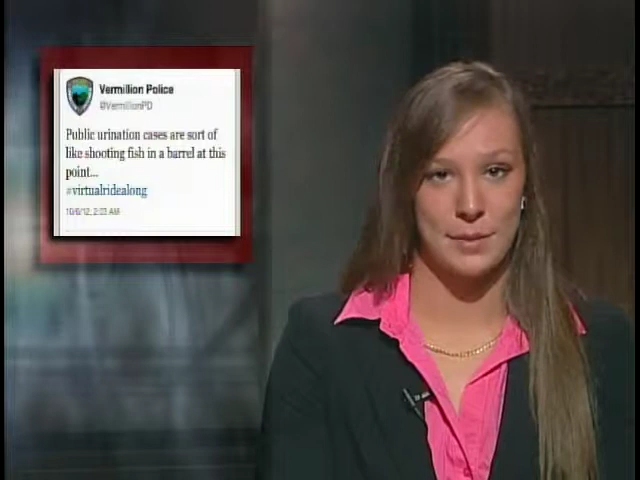 Vermillion Police
@VermillionPD
Public urination cases are sort of
like shooting fish in a barrel at this
point...
#virtualridealong
10/6/12, 2:23 AM